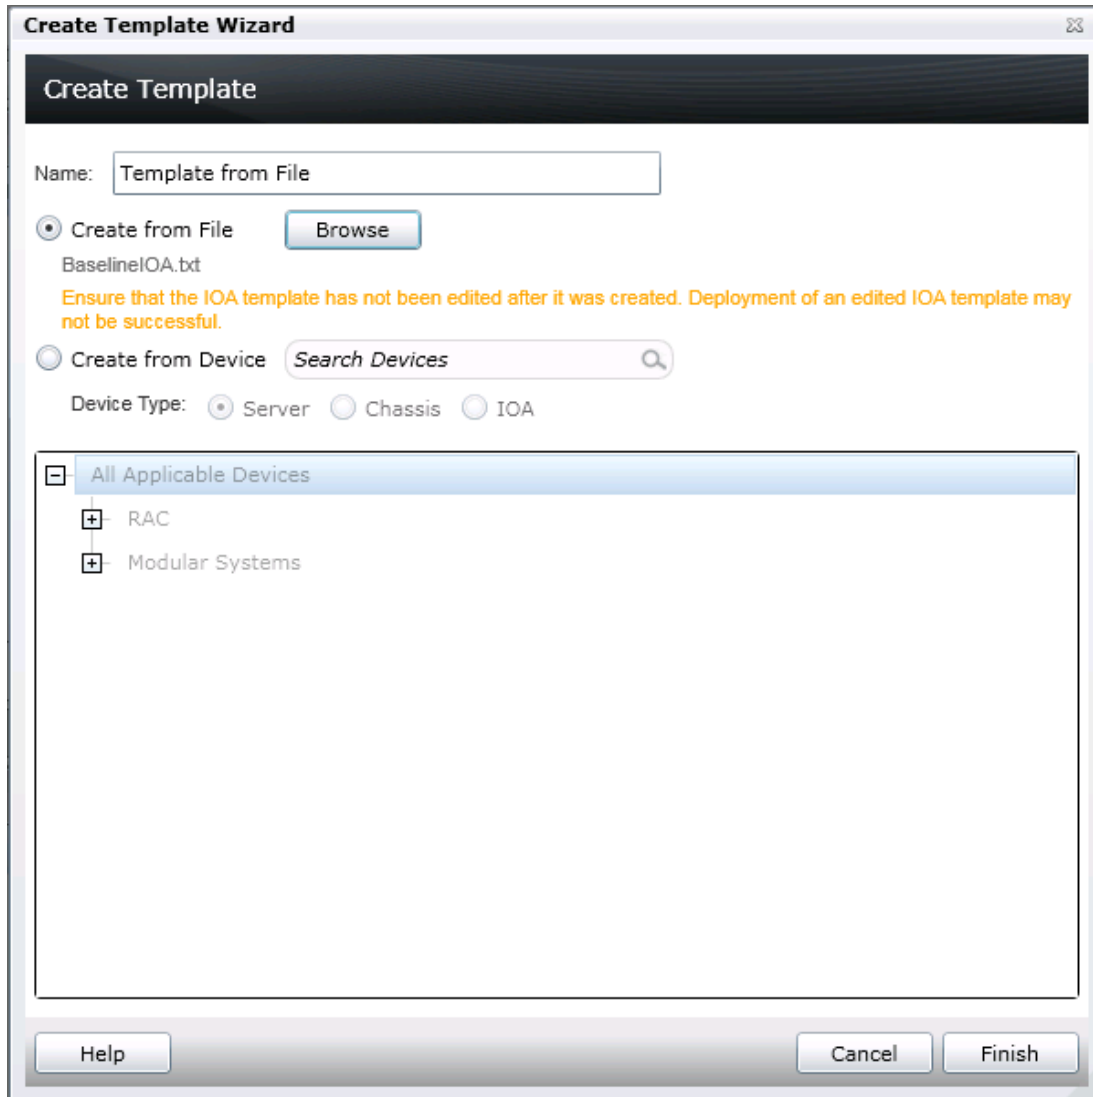 Create Template Wizard
Create Template
Name: Template from File
Create from File Browse
BaselineIOA.txt
Ensure that the IOA template has not been edited after it was created. Deployment of an edited IOA template may
not be successful.
Create from Device Search Devices
Device Type: Server Chassis IOA
All Applicable Devices
RAC
Modular Systems
Help Cancel Finish